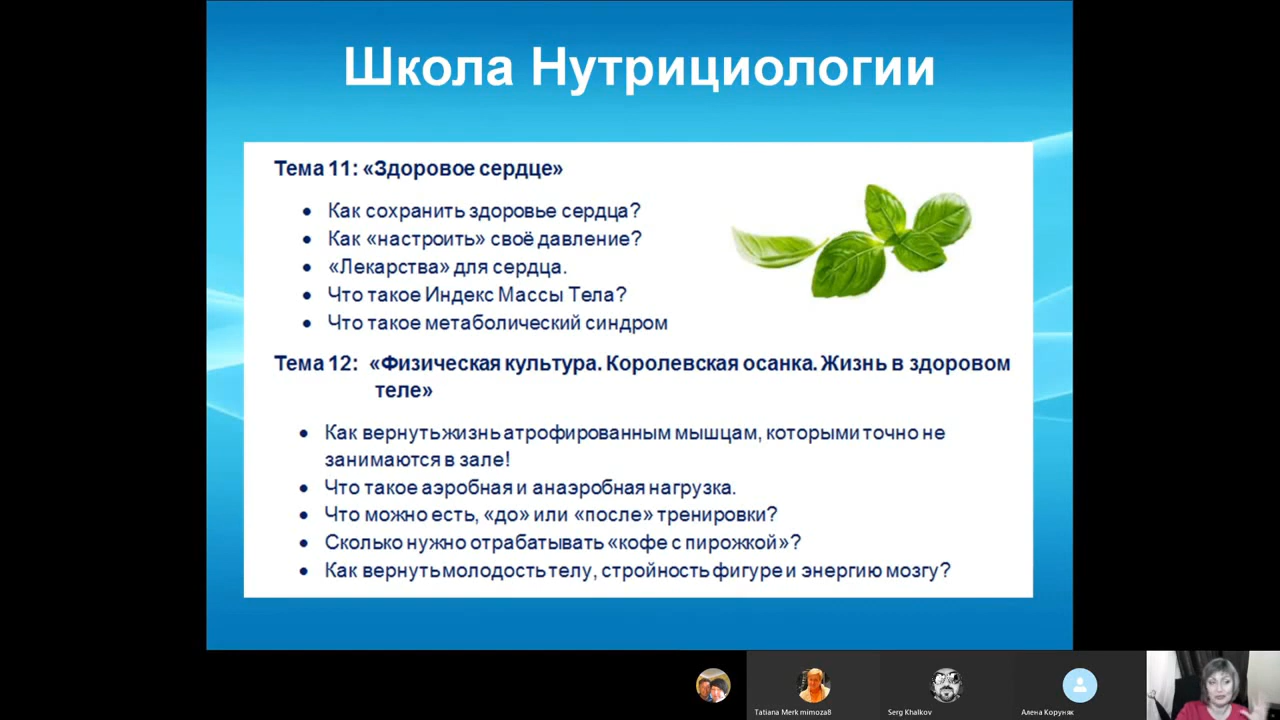 Школа Нутрициологии
Тема 11: «Здоровое сердце»
• Как сохранить здоровье сердца?
• Как «настроить» своё давление?
• «Лекарства» для сердца.
• Что такое Индекс Массы Тела?
• Что такое метаболический синдром
Тема 12: «Физическая культура. Королевская осанка. Жизнь в здоровом
теле»
• Как вернуть жизнь атрофированным мышцам, которыми точно не
занимаются в зале!
• Что такое аэробная и анаэробная нагрузка.
• Что можно есть, «до» или «после» тренировки?
• Сколько нужно отрабатывать «кофе с пирожкой»?
• Как вернуть молодость телу, стройность фигуре и энергию мозгу?
Tatiana Merk mimoza8
Serg Khalkov
Алена Коруняк